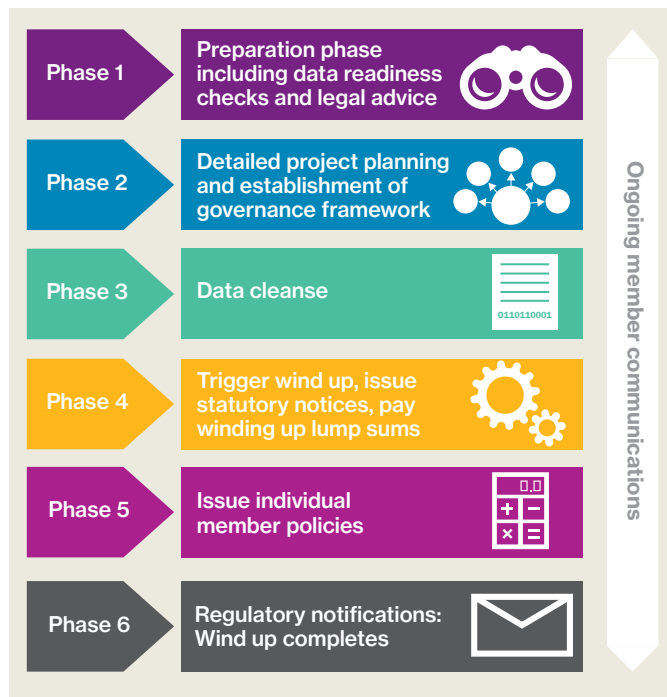 Phase 1
Preparation phase
including data readiness
checks and legal advice
Phase 2
Detailed project planning
and establishment of
governance framework
Phase 3
Data cleanse
0110110001
Phase 4
Trigger wind up, issue
statutory notices, pay
winding up lump sums
Phase 5
Issue individual
member policies
0.0
+ −
× =
Phase 6
Regulatory notifications:
Wind up completes
Ongoing member communications